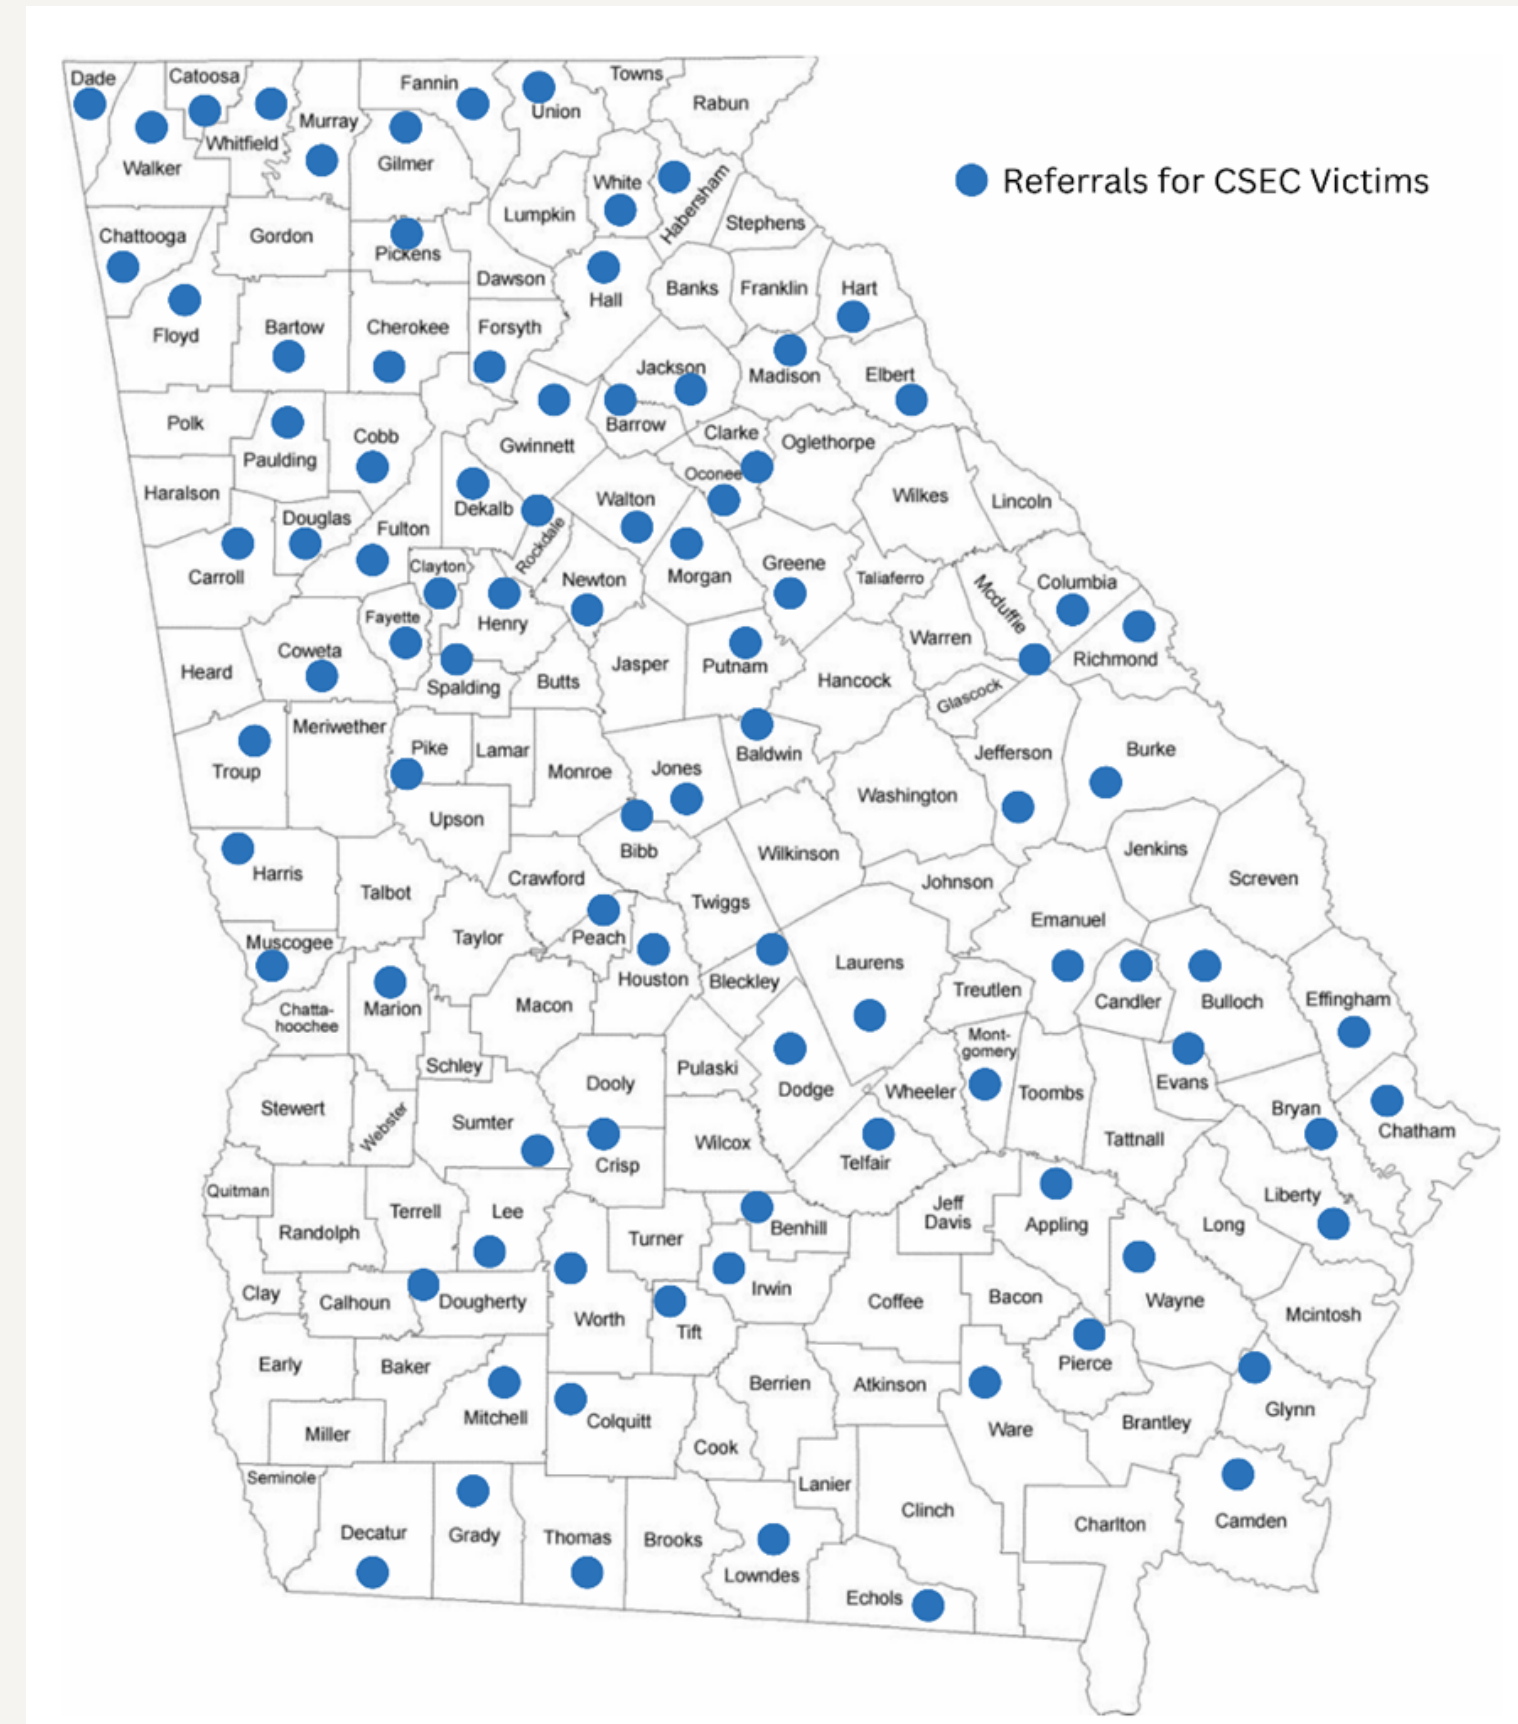 Dade
Catoosa
Fannin
Towns
Union
Rabun
Murray
Whitfield
Walker
Gilmer
White
Habersham
Referrals for CSEC Victims
Lumpkin
Stephens
Chattooga
Gordon
Pickens
Dawson
Banks
Franklin
Hart
Hall
Floyd
Bartow
Cherokee
Forsyth
Jackson
Madison
Elbert
Polk
Cobb
Barrow
Clarke
Oglethorpe
Gwinnett
Paulding
Oconee
Haralson
Walton
Wilkes
Lincoln
Dekalb
Douglas
Fulton
Rockdale
Clayton
Greene
Carroll
Newton
Morgan
Taliaferro
Columbia
Mcduffie
Fayette
Henry
Warren
Coweta
Jasper
Putnam
Richmond
Heard
Spalding
Butts
Hancock
Glascock
Meriwether
Pike
Lamar
Baldwin
Jefferson
Burke
Troup
Monroe
Jones
Washington
Upson
Bibb
Wilkinson
Jenkins
Harris
Crawford
Johnson
Screven
Talbot
Twiggs
Emanuel
Muscogee
Taylor
Peach
Laurens
Houston
Bleckley
Treutlen
Candler
Bulloch
Effingham
Marion
Macon
Chatta-
hoochee
Mont-
gomery
Schley
Pulaski
Dooly
Dodge
Wheeler
Toombs
Evans
Stewert
Webster
Sumter
Bryan
Chatham
Wilcox
Tattnall
Crisp
Telfair
Quitman
Liberty
Terrell
Lee
Jeff
Davis
Appling
Long
Randolph
Turner
Benhill
Clay
Calhoun
Dougherty
Irwin
Coffee
Bacon
Wayne
Mcintosh
Worth
Tift
Early
Baker
Pierce
Berrien
Atkinson
Mitchell
Colquitt
Glynn
Miller
Ware
Brantley
Cook
Seminole
Lanier
Clinch
Decatur
Grady
Thomas
Brooks
Charlton
Camden
Lowndes
Echols